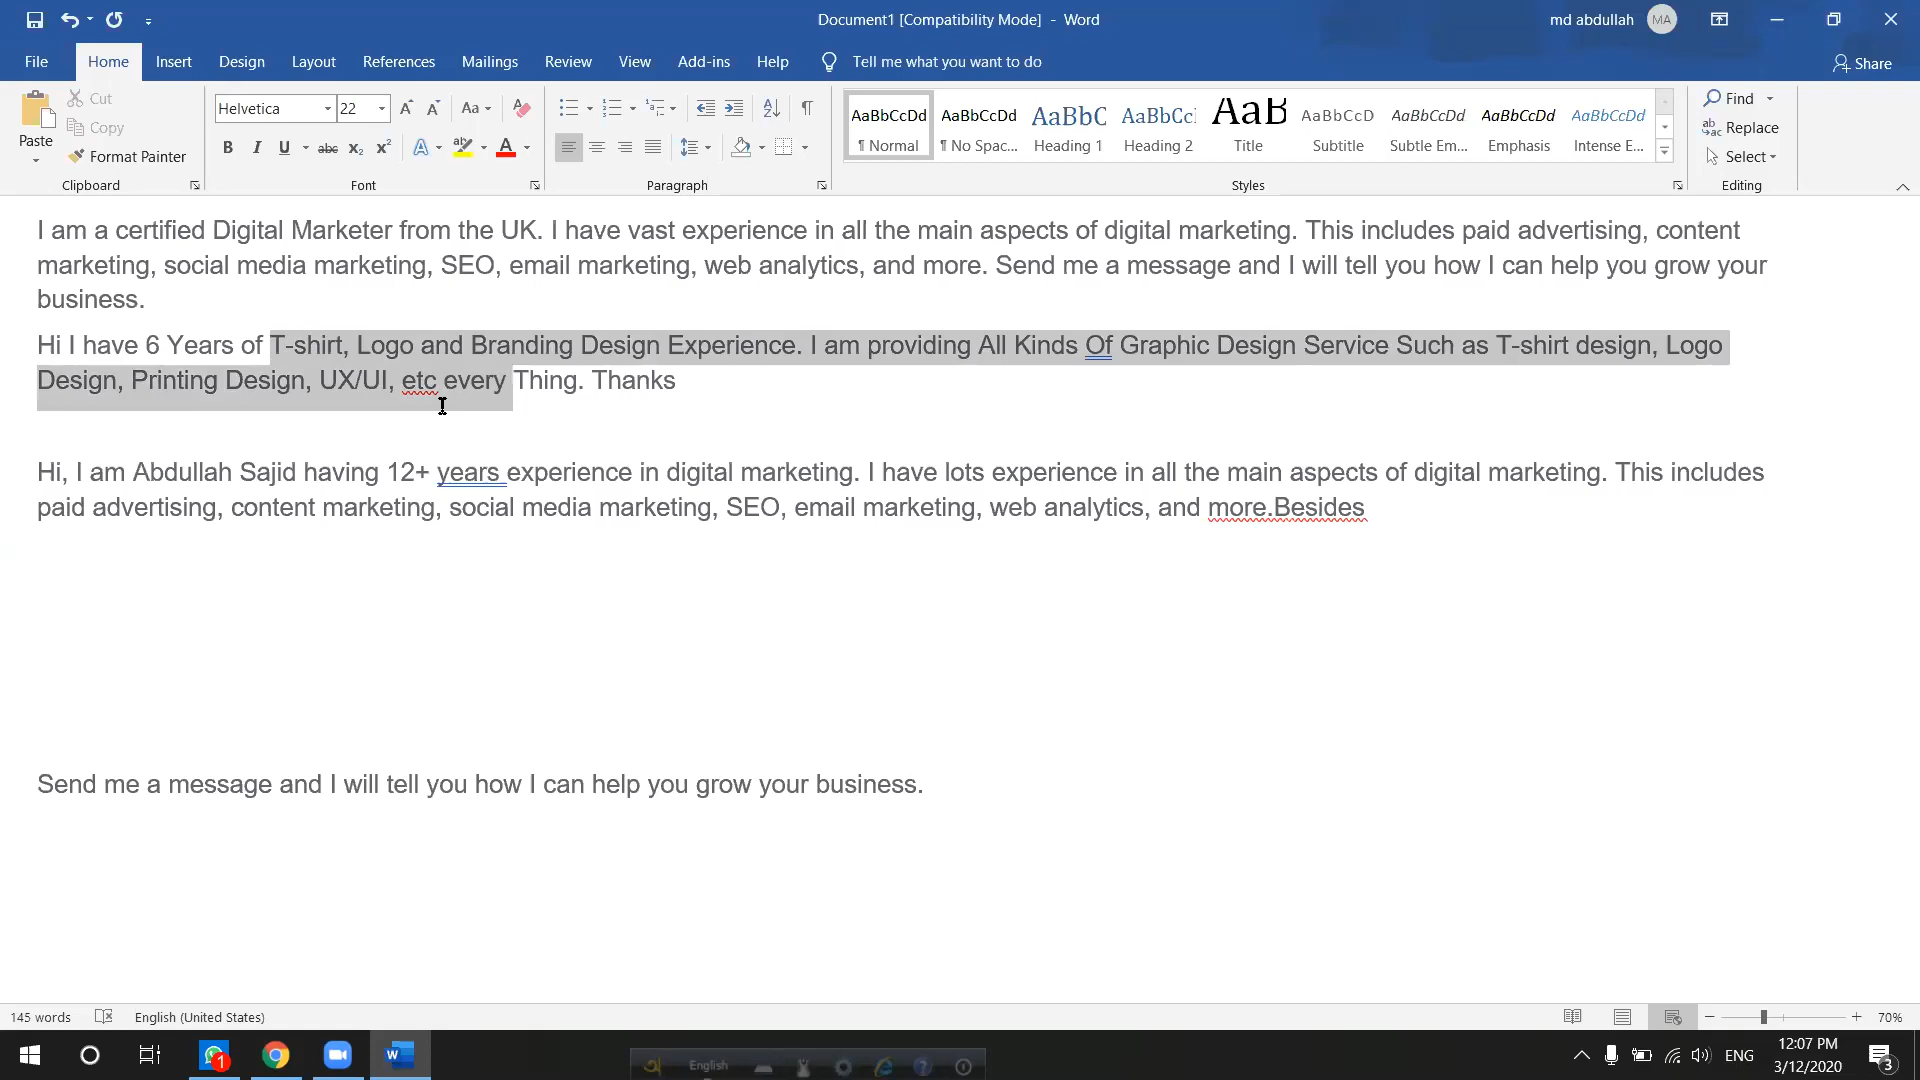 Document1 [Compatibility Mode] - Word
md abdullah
MA
File
Home
Insert
Design
Layout
References
Mailings
Review
View
Add-ins
Help
Tell me what you want to do
Share
Paste
Cut
Copy
Format Painter
Clipboard
Helvetica
22
Aa
B I U abc x₂ x²
A
A
Font
Paragraph
AaBbCcDd
¶ Normal
AaBbCcDd
¶ No Spac...
AaBbC
Heading 1
AaBbCcI
Heading 2
AaB
Title
AaBbCcD
Subtitle
AaBbCcDd
Subtle Em...
AaBbCcDd
Emphasis
AaBbCcDd
Intense E...
Styles
Find
Replace
Select
Editing
I am a certified Digital Marketer from the UK. I have vast experience in all the main aspects of digital marketing. This includes paid advertising, content
marketing, social media marketing, SEO, email marketing, web analytics, and more. Send me a message and I will tell you how I can help you grow your
business.
Hi I have 6 Years of T-shirt, Logo and Branding Design Experience. I am providing All Kinds Of Graphic Design Service Such as T-shirt design, Logo
Design, Printing Design, UX/UI, etc every Thing. Thanks
Hi, I am Abdullah Sajid having 12+ years experience in digital marketing. I have lots experience in all the main aspects of digital marketing. This includes
paid advertising, content marketing, social media marketing, SEO, email marketing, web analytics, and more.Besides
Send me a message and I will tell you how I can help you grow your business.
145 words
English (United States)
70%
1
English
ENG
12:07 PM
3/12/2020
3